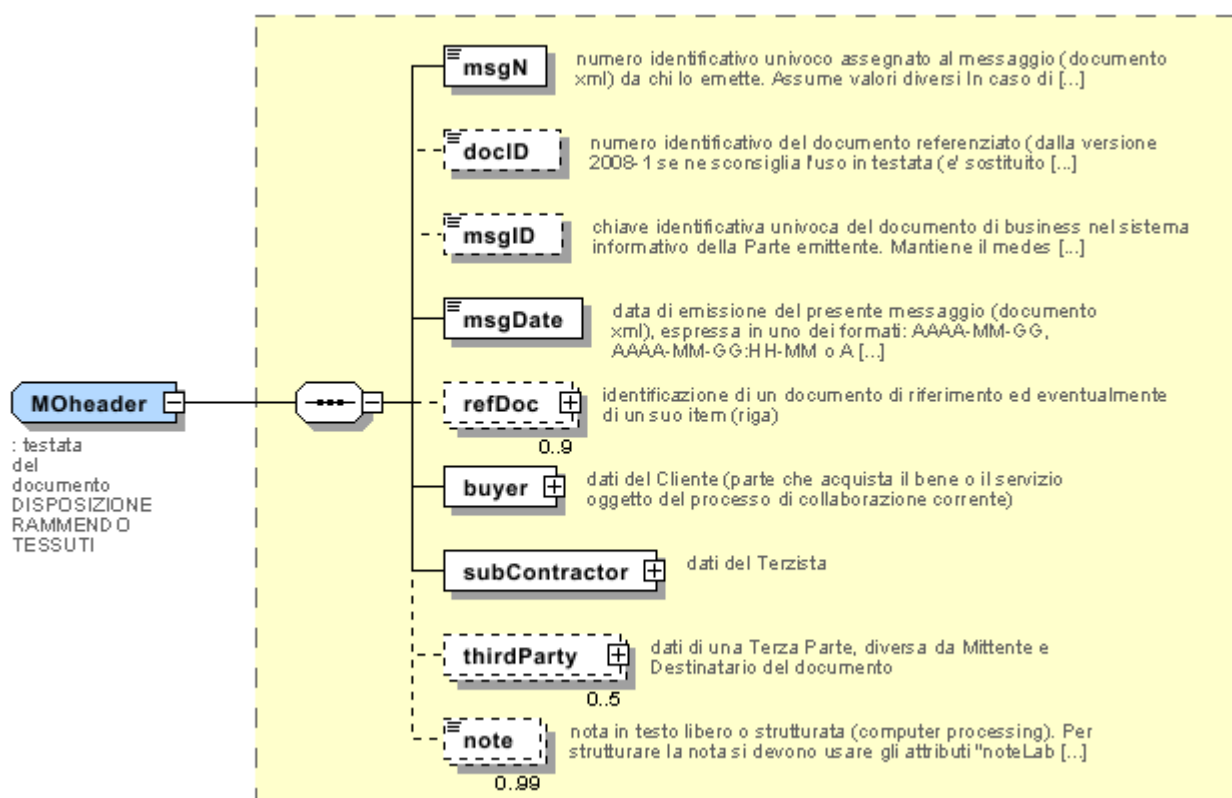 msgN
numero identificativo univoco assegnato al messaggio (documento
xml) da chi lo emette. Assume valori diversi In caso di [...]
docID
numero identificativo del documento referenziato (dalla versione
2008-1 se ne sconsiglia l'uso in testata (e' sostituito [...]
msgID
chiave identificativa univoca del documento di business nel sistema
informativo della Parte emittente. Mantiene il medes [...]
msgDate
data di emissione del presente messaggio (documento
xml), espressa in uno dei formati: AAAA-MM-GG,
AAAA-MM-GG:HH-MM o A [...]
MOheader
: testata
del
documento
DISPOSIZIONE
RAMMENDO
TESSUTI
refDoc
0..9
identificazione di un documento di riferimento ed eventualmente
di un suo item (riga)
buyer
dati del Cliente (parte che acquista il bene o il servizio
oggetto del processo di collaborazione corrente)
subContractor
dati del Terzista
thirdParty
0..5
dati di una Terza Parte, diversa da Mittente e
Destinatario del documento
note
0..99
nota in testo libero o strutturata (computer processing). Per
strutturare la nota si devono usare gli attributi "noteLab [...]